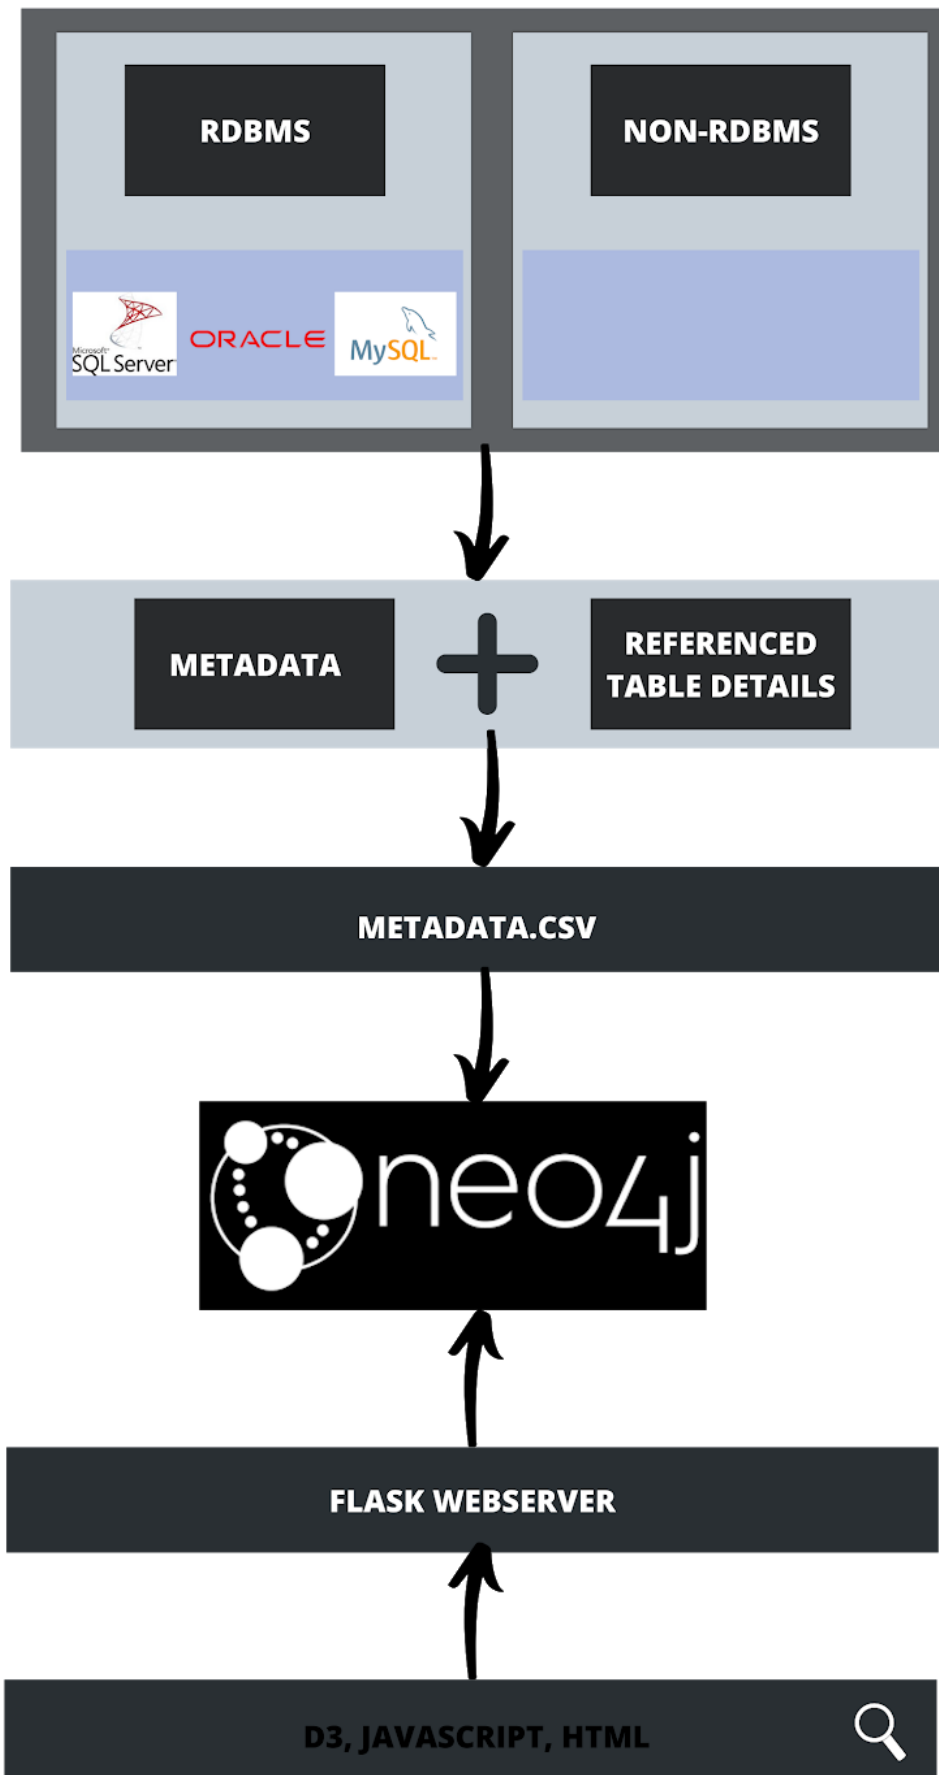 RDBMS
NON-RDBMS
Microsoft®
SQL Server
ORACLE
MySQL™
METADATA
REFERENCED
TABLE DETAILS
METADATA.CSV
neo4j
FLASK WEBSERVER
D3, JAVASCRIPT, HTML